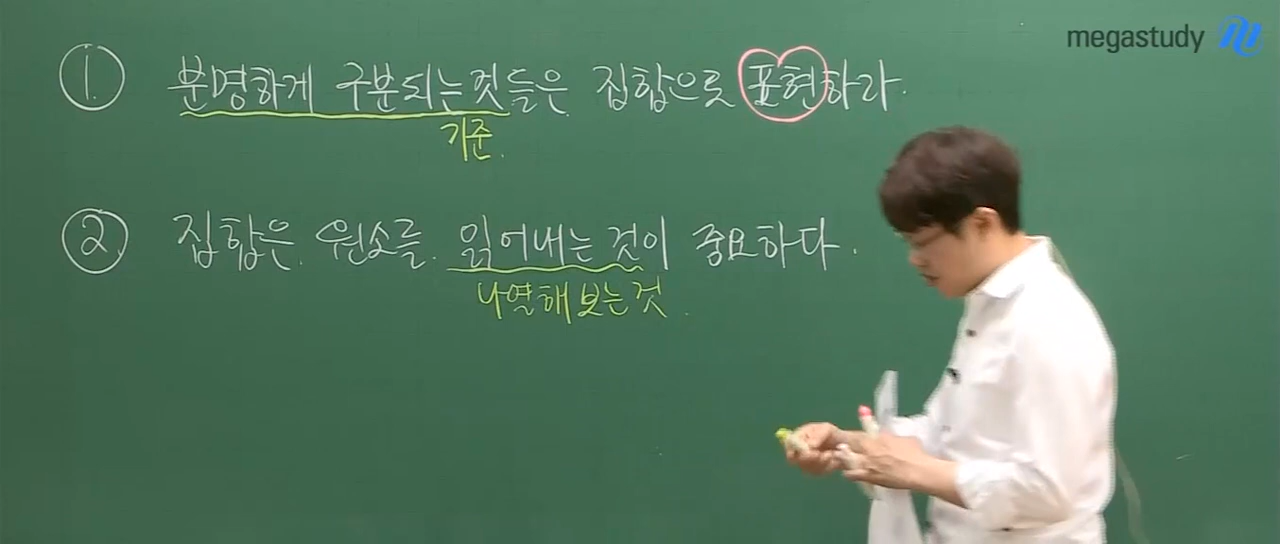 megastudy
① 분명하게 구분되는것들은 집합으로 표현하라.
기준.
② 집합은. 원소를. 읽어내는 것이 중요하다.
나열해보는것.